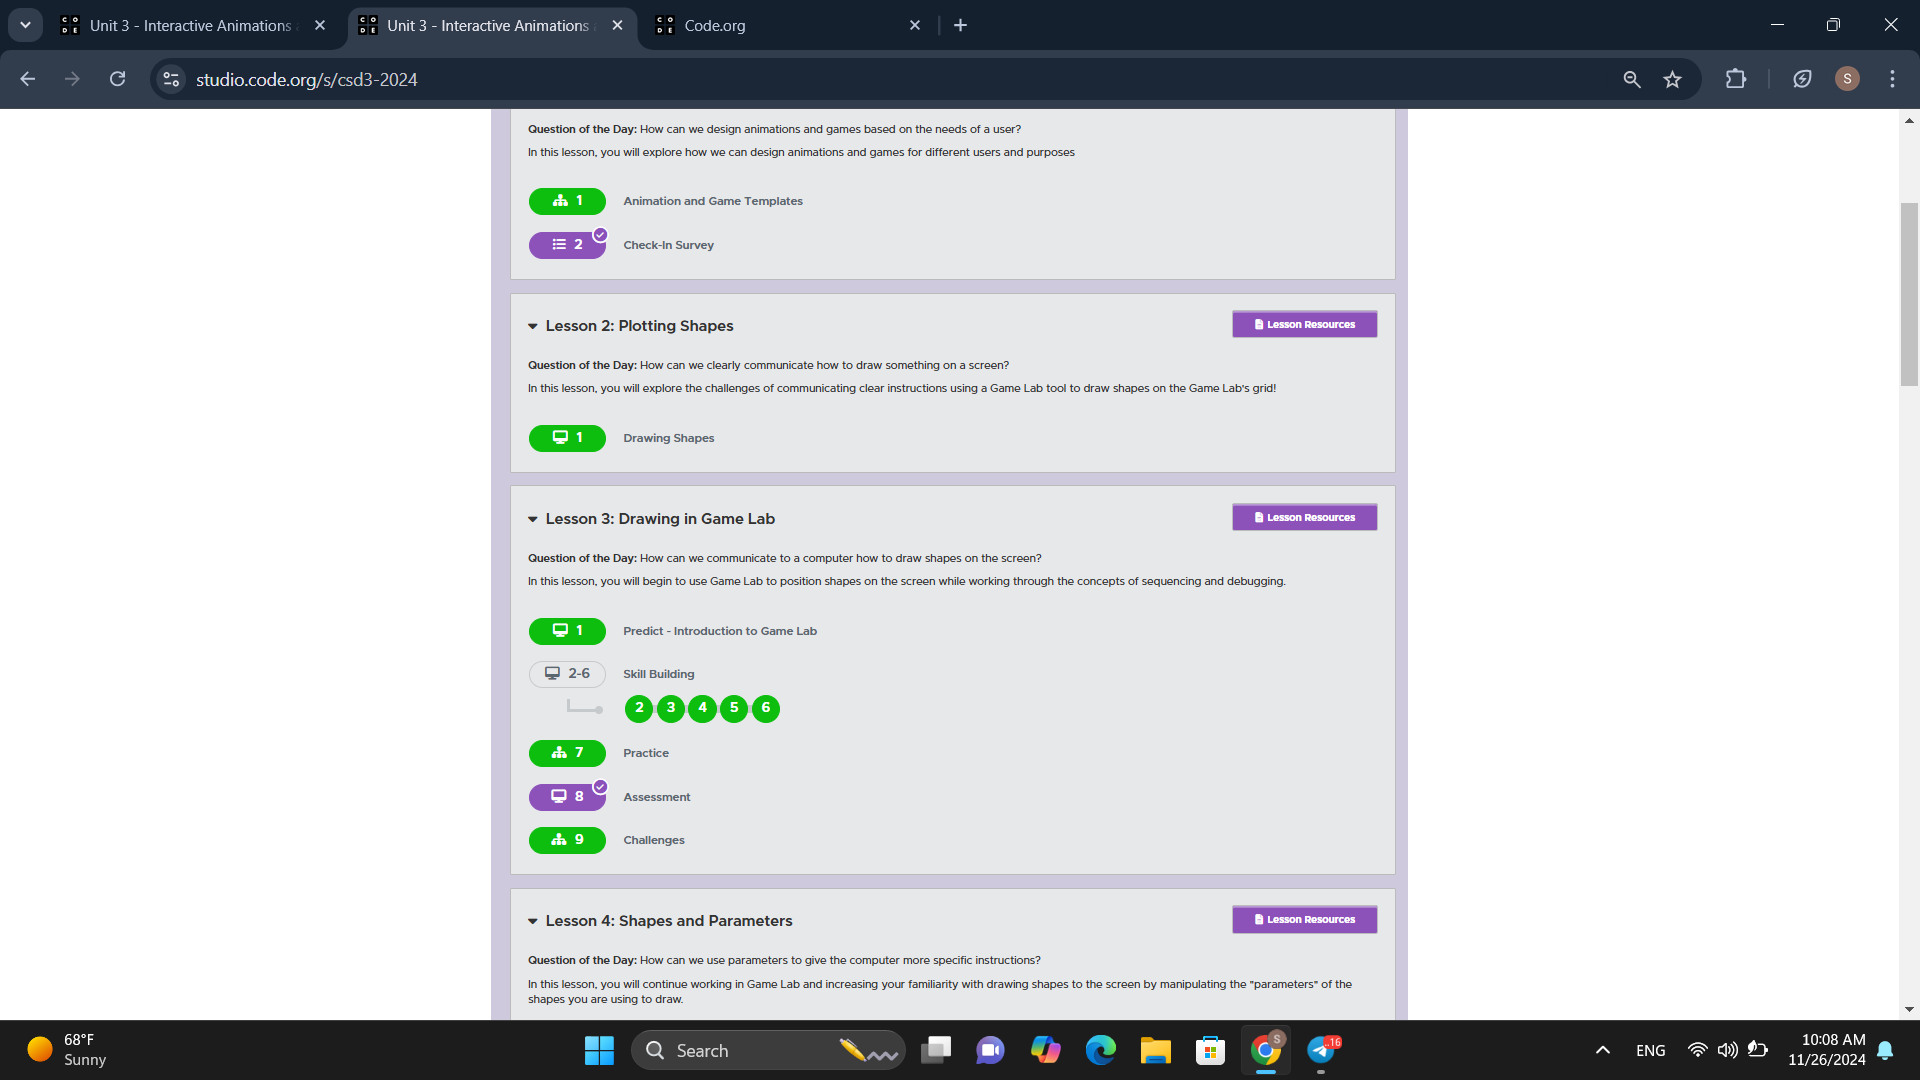 Unit 3 - Interactive Animations
Unit 3 - Interactive Animations
Code.org
studio.code.org/s/csd3-2024
S
Question of the Day: How can we design animations and games based on the needs of a user?
In this lesson, you will explore how we can design animations and games for different users and purposes
1 Animation and Game Templates
2 Check-In Survey
Lesson 2: Plotting Shapes
Lesson Resources
Question of the Day: How can we clearly communicate how to draw something on a screen?
In this lesson, you will explore the challenges of communicating clear instructions using a Game Lab tool to draw shapes on the Game Lab's grid!
1 Drawing Shapes
Lesson 3: Drawing in Game Lab
Lesson Resources
Question of the Day: How can we communicate to a computer how to draw shapes on the screen?
In this lesson, you will begin to use Game Lab to position shapes on the screen while working through the concepts of sequencing and debugging.
1 Predict - Introduction to Game Lab
2-6 Skill Building
2 3 4 5 6
7 Practice
8 Assessment
9 Challenges
Lesson 4: Shapes and Parameters
Lesson Resources
Question of the Day: How can we use parameters to give the computer more specific instructions?
In this lesson, you will continue working in Game Lab and increasing your familiarity with drawing shapes to the screen by manipulating the "parameters" of the
shapes you are using to draw.
68°F
Sunny
Search
S
..16
ENG
10:08 AM
11/26/2024